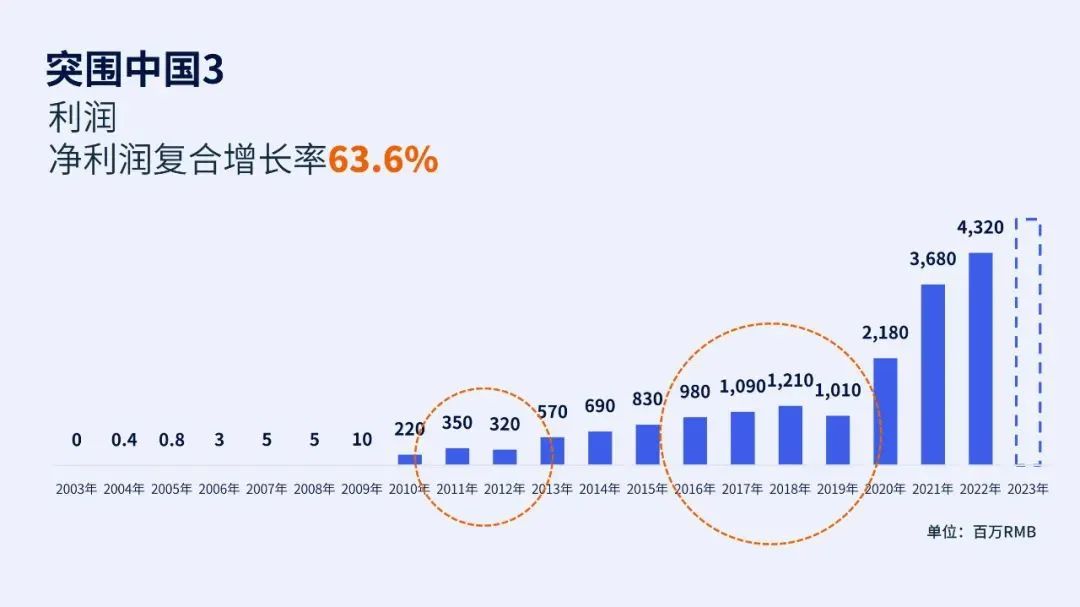 突围中国3
利润
净利润复合增长率63.6%
0 0.4 0.8 3 5 5 10 220 350 320 570 690 830 980 1,090 1,210 1,010 2,180 3,680 4,320
2003年 2004年 2005年 2006年 2007年 2008年 2009年 2010年 2011年 2012年 2013年 2014年 2015年 2016年 2017年 2018年 2019年 2020年 2021年 2022年 2023年
单位：百万RMB